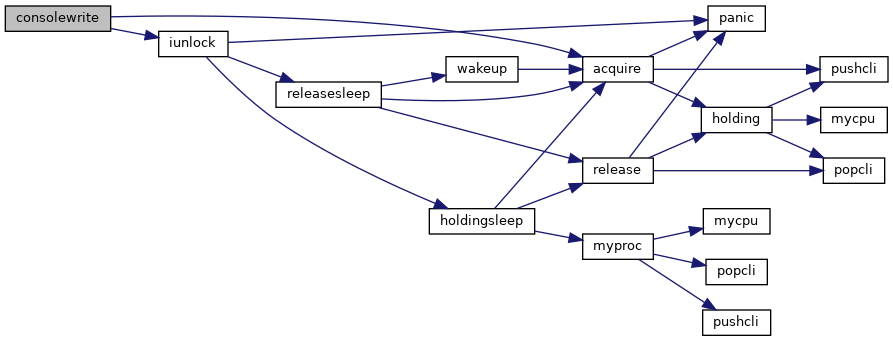 consolewrite
iunlock
releasesleep
wakeup
acquire
panic
holding
pushcli
mycpu
popcli
release
holdingsleep
myproc
mycpu
popcli
pushcli